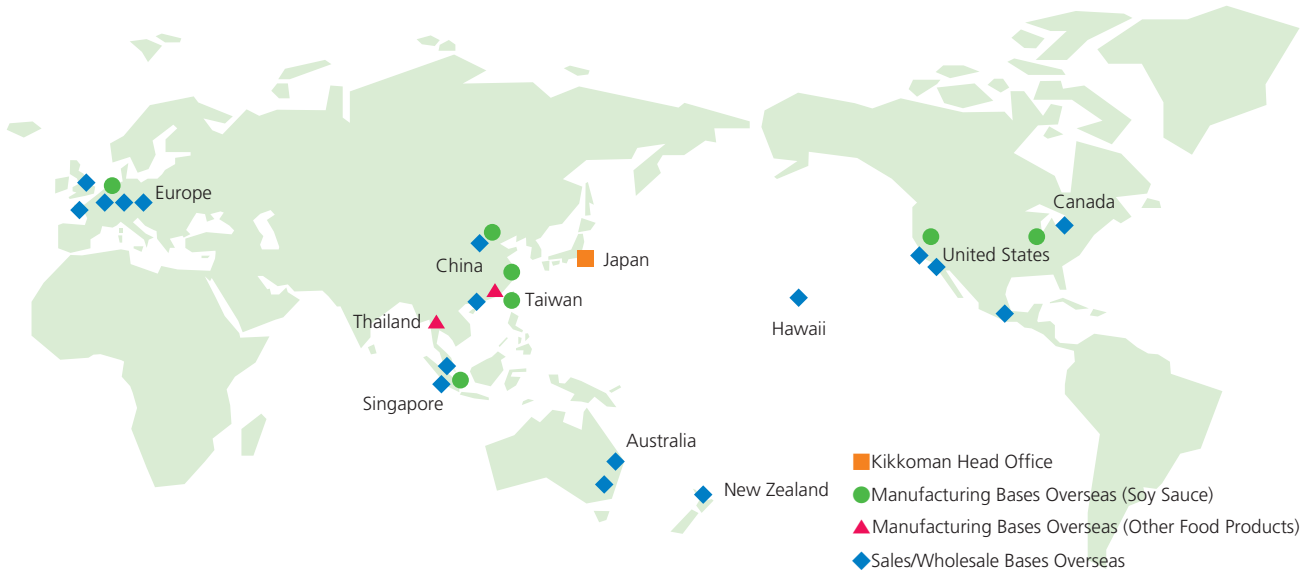 Europe
Canada
United States
China
Japan
Taiwan
Thailand
Hawaii
Singapore
Australia
New Zealand
Kikkoman Head Office
Manufacturing Bases Overseas (Soy Sauce)
Manufacturing Bases Overseas (Other Food Products)
Sales/Wholesale Bases Overseas